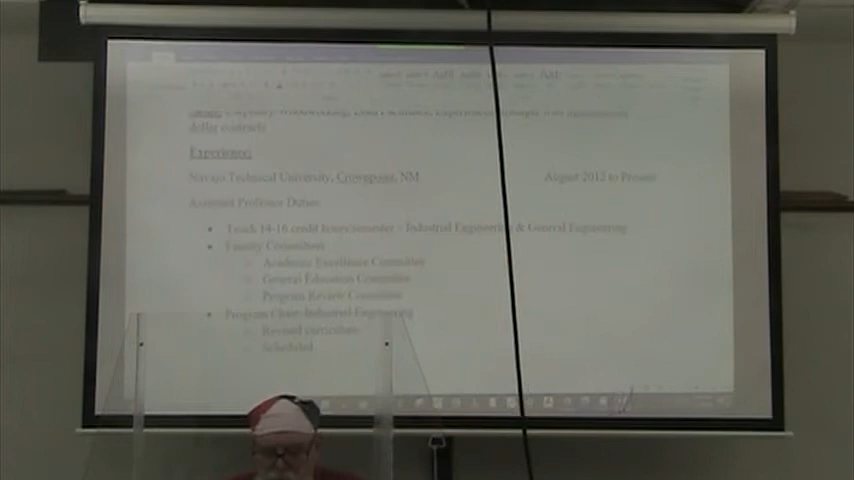 dollar contracts
Experience:
Navajo Technical University, Crownpoint, NM August 2012 to Present
Assistant Professor Duties
• Teach 14-16 credit hours/semester – Industrial Engineering & General Engineering
• Faculty Committees
○ Academic Excellence Committee
○ General Education Committee
○ Program Review Committee
• Program Chair: Industrial Engineering
○ Revised curriculum
○ Scheduled